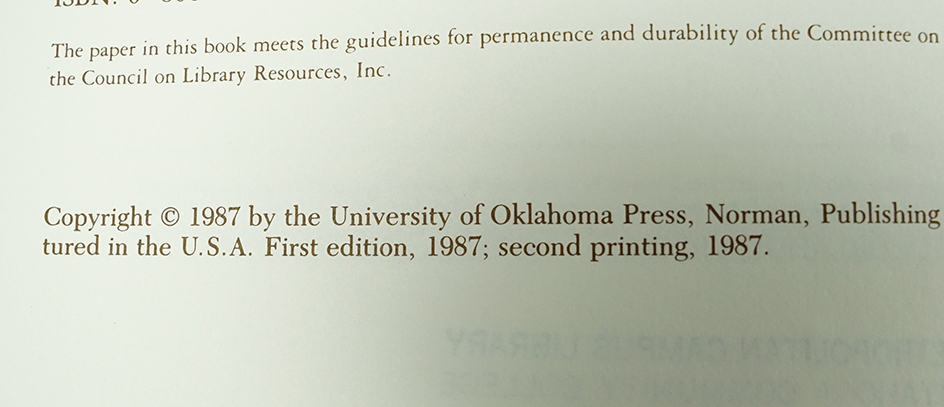 The paper in this book meets the guidelines for permanence and durability of the Committee on
the Council on Library Resources, Inc.
Copyright © 1987 by the University of Oklahoma Press, Norman, Publishing
tured in the U.S.A. First edition, 1987; second printing, 1987.
CAMPUS LIBRARY